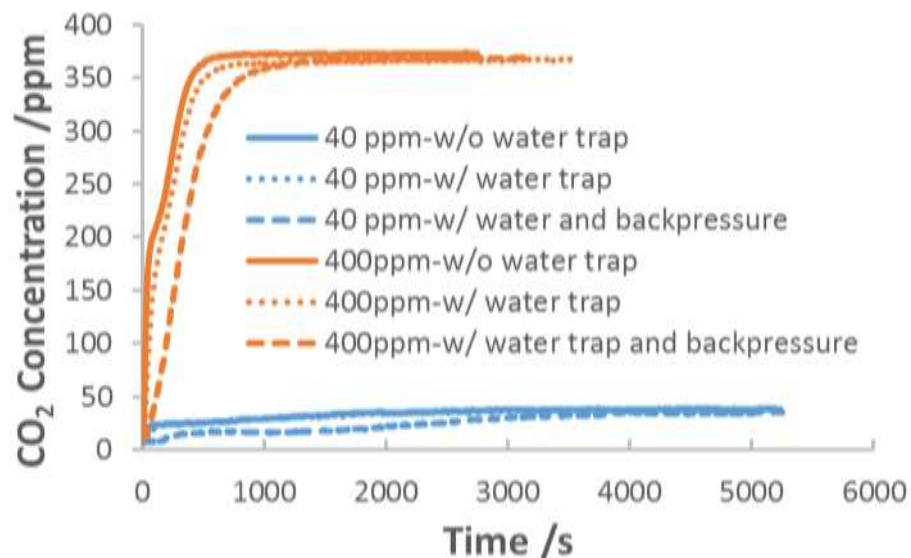 CO2 Concentration /ppm
400
350
300
250
200
150
100
50
0
40 ppm-w/o water trap
40 ppm-w/ water trap
40 ppm-w/ water and backpressure
400ppm-w/o water trap
400ppm-w/ water trap
400ppm-w/ water trap and backpressure
0 1000 2000 3000 4000 5000 6000
Time /s